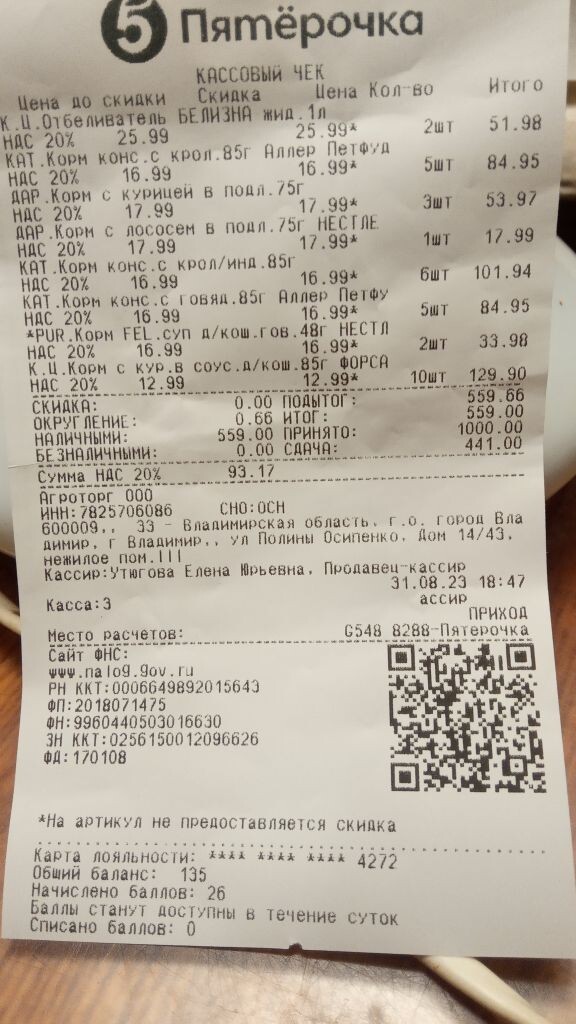 5 Пятёрочка
КАССОВЫЙ ЧЕК
Цена до скидки Скидка Цена Кол-во Итого
К.Ц.Отбеливатель БЕЛИЗНА жид.1л
НДС 20% 25.99 25.99* 2шт 51.98
КАТ.Корм конс.с крол.85г Аллер Петфуд
НДС 20% 16.99 16.99* 5шт 84.95
ДАР.Корм с курицей в подл.75г
НДС 20% 17.99 17.99* 3шт 53.97
ДАР.Корм с лососем в подл.75г НЕСТЛЕ
НДС 20% 17.99 17.99* 1шт 17.99
КАТ.Корм конс.с крол/инд.85г
НДС 20% 16.99 16.99* 6шт 101.94
КАТ.Корм конс.с говяд.85г Аллер Петфу
НДС 20% 16.99 16.99* 5шт 84.95
*PUR.Корм FEL.суп д/кош.гов.48г НЕСТЛ
НДС 20% 16.99 16.99* 2шт 33.98
К.Ц.Корм с кур.в соус.д/кош.85г ФОРСА
НДС 20% 12.99 12.99* 10шт 129.90
СКИДКА: 0.00 ПОДЫТОГ: 559.66
ОКРУГЛЕНИЕ: 0.66 ИТОГ: 559.00
НАЛИЧНЫМИ: 559.00 ПРИНЯТО: 1000.00
БЕЗНАЛИЧНЫМИ: 0.00 СДАЧА: 441.00
Сумма НДС 20% 93.17
Агроторг ООО
ИНН:7825706086 СНО:ОСН
600009,, 33 - Владимирская область, г.о. город Вла
димир, г Владимир,, ул Полины Осипенко, Дом 14/43,
нежилое пом.III
Кассир:Утюгова Елена Юрьевна, Продавец-кассир
31.08.23 18:47
Касса:3 ассир
ПРИХОД
Место расчетов: G548 8288-Пятерочка
Сайт ФНС:
www.nalog.gov.ru
РН ККТ:0006649892015643
ФП:2018071475
ФН:9960440503016630
ЗН ККТ:0256150012096626
ФД:170108
*На артикул не предоставляется скидка
Карта лояльности: **** **** **** 4272
Общий баланс: 135
Начислено баллов: 26
Баллы станут доступны в течение суток
Списано баллов: 0